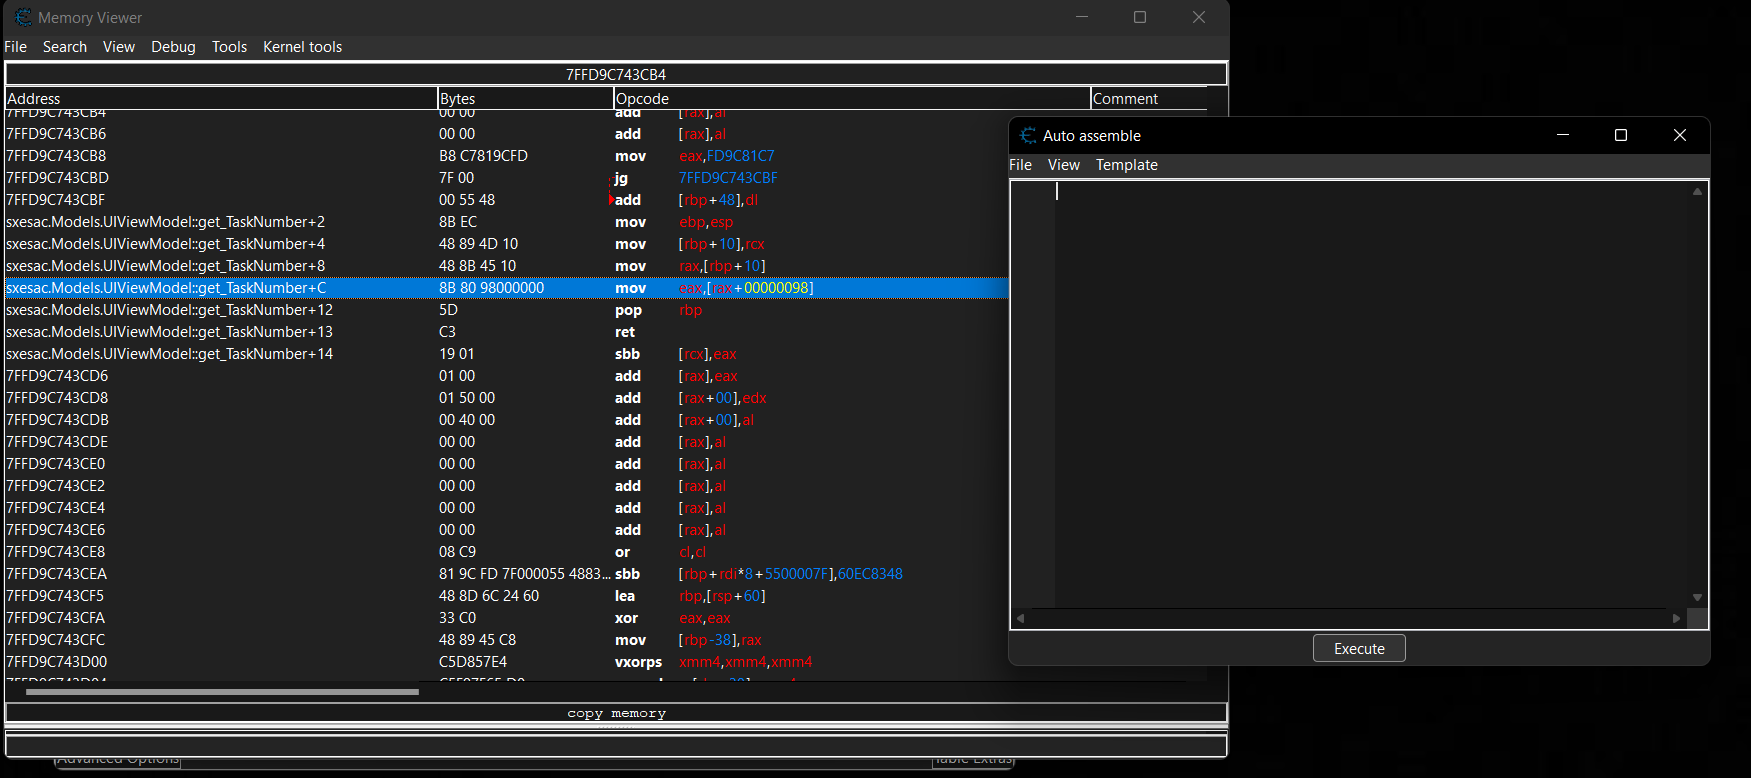 Memory Viewer
File Search View Debug Tools Kernel tools
7FFD9C743CB4
Address Bytes Opcode Comment
7FFD9C743CB4 00 00 add [rax],al
7FFD9C743CB6 00 00 add [rax],al
7FFD9C743CB8 B8 C7819CFD mov eax,FD9C81C7
7FFD9C743CBD 7F 00 jg 7FFD9C743CBF
7FFD9C743CBF 00 55 48 add [rbp+48],dl
sxesac.Models.UIViewModel::get_TaskNumber+2 8B EC mov ebp,esp
sxesac.Models.UIViewModel::get_TaskNumber+4 48 89 4D 10 mov [rbp+10],rcx
sxesac.Models.UIViewModel::get_TaskNumber+8 48 8B 45 10 mov rax,[rbp+10]
sxesac.Models.UIViewModel::get_TaskNumber+C 8B 80 98000000 mov eax,[rax+00000098]
sxesac.Models.UIViewModel::get_TaskNumber+12 5D pop rbp
sxesac.Models.UIViewModel::get_TaskNumber+13 C3 ret
sxesac.Models.UIViewModel::get_TaskNumber+14 19 01 sbb [rcx],eax
7FFD9C743CD6 01 00 add [rax],eax
7FFD9C743CD8 01 50 00 add [rax+00],edx
7FFD9C743CDB 00 40 00 add [rax+00],al
7FFD9C743CDE 00 00 add [rax],al
7FFD9C743CE0 00 00 add [rax],al
7FFD9C743CE2 00 00 add [rax],al
7FFD9C743CE4 00 00 add [rax],al
7FFD9C743CE6 00 00 add [rax],al
7FFD9C743CE8 08 C9 or cl,cl
7FFD9C743CEA 81 9C FD 7F000055 4883... sbb [rbp+rdi*8+5500007F],60EC8348
7FFD9C743CF5 48 8D 6C 24 60 lea rbp,[rsp+60]
7FFD9C743CFA 33 C0 xor eax,eax
7FFD9C743CFC 48 89 45 C8 mov [rbp-38],rax
7FFD9C743D00 C5D857E4 vxorps xmm4,xmm4,xmm4
copy memory
Advanced Options Table Extras
Auto assemble
File View Template
Execute